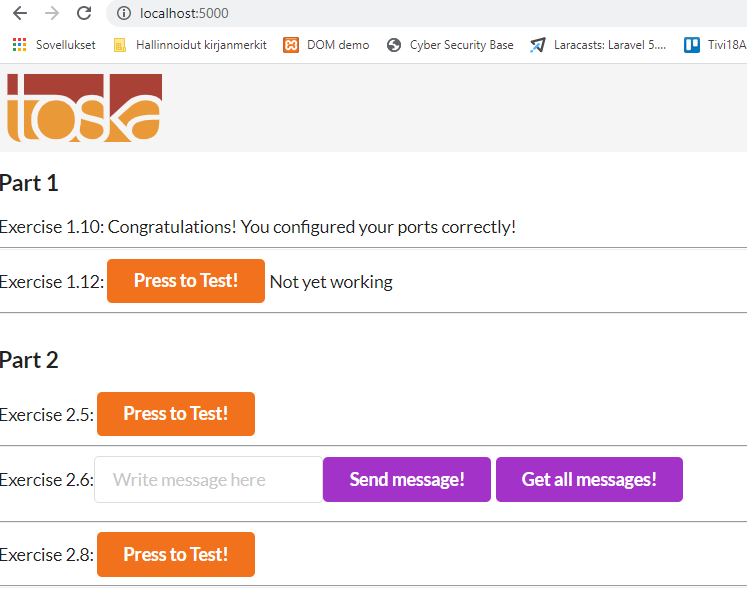 localhost:5000
Sovellukset Hallinnoidut kirjanmerkit DOM demo Cyber Security Base Laracasts: Laravel 5.... Tivi18A
toska
Part 1
Exercise 1.10: Congratulations! You configured your ports correctly!
Exercise 1.12: Press to Test! Not yet working
Part 2
Exercise 2.5: Press to Test!
Exercise 2.6: Write message here Send message! Get all messages!
Exercise 2.8: Press to Test!